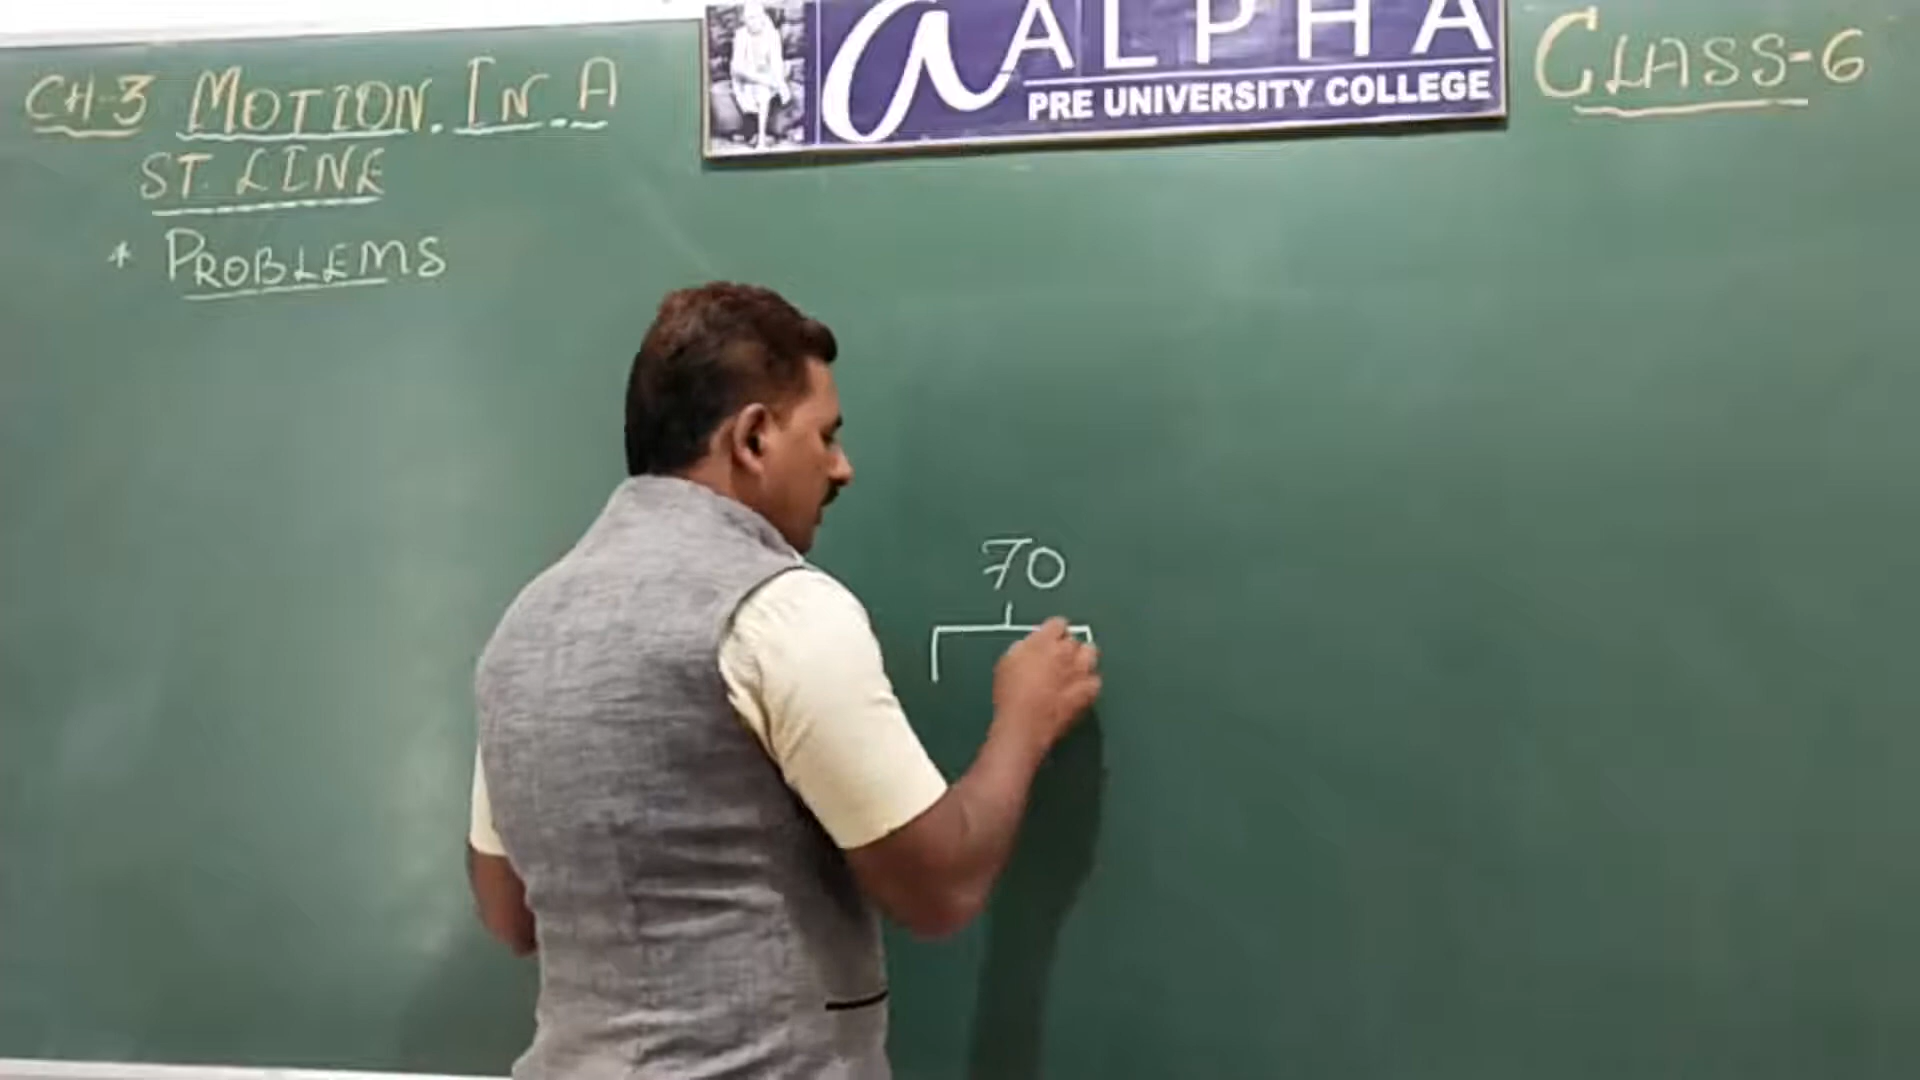 CH-3 MOTION IN A
ST. LINE
* PROBLEMS
a ALPHA
PRE UNIVERSITY COLLEGE
CLASS-6
70